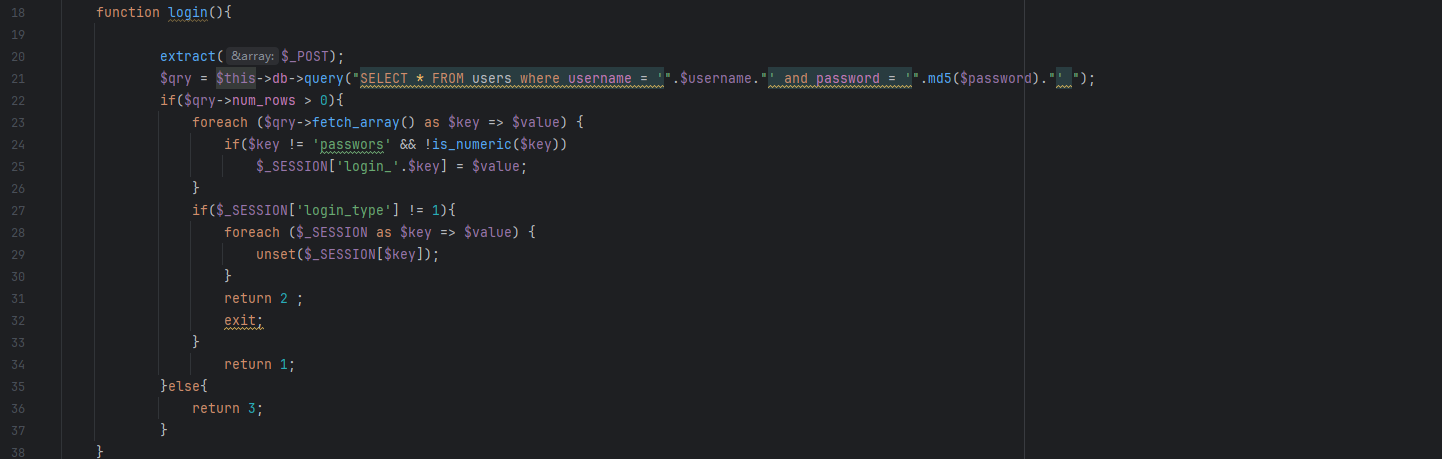 18 function login(){
19
20 extract( &array: $_POST);
21 $qry = $this->db->query("SELECT * FROM users where username = '".$username."' and password = '".md5($password)."' ");
22 if($qry->num_rows > 0){
23 foreach ($qry->fetch_array() as $key => $value) {
24 if($key != 'passwors' && !is_numeric($key))
25 $_SESSION['login_'.$key] = $value;
26 }
27 if($_SESSION['login_type'] != 1){
28 foreach ($_SESSION as $key => $value) {
29 unset($_SESSION[$key]);
30 }
31 return 2 ;
32 exit;
33 }
34 return 1;
35 }else{
36 return 3;
37 }
38 }